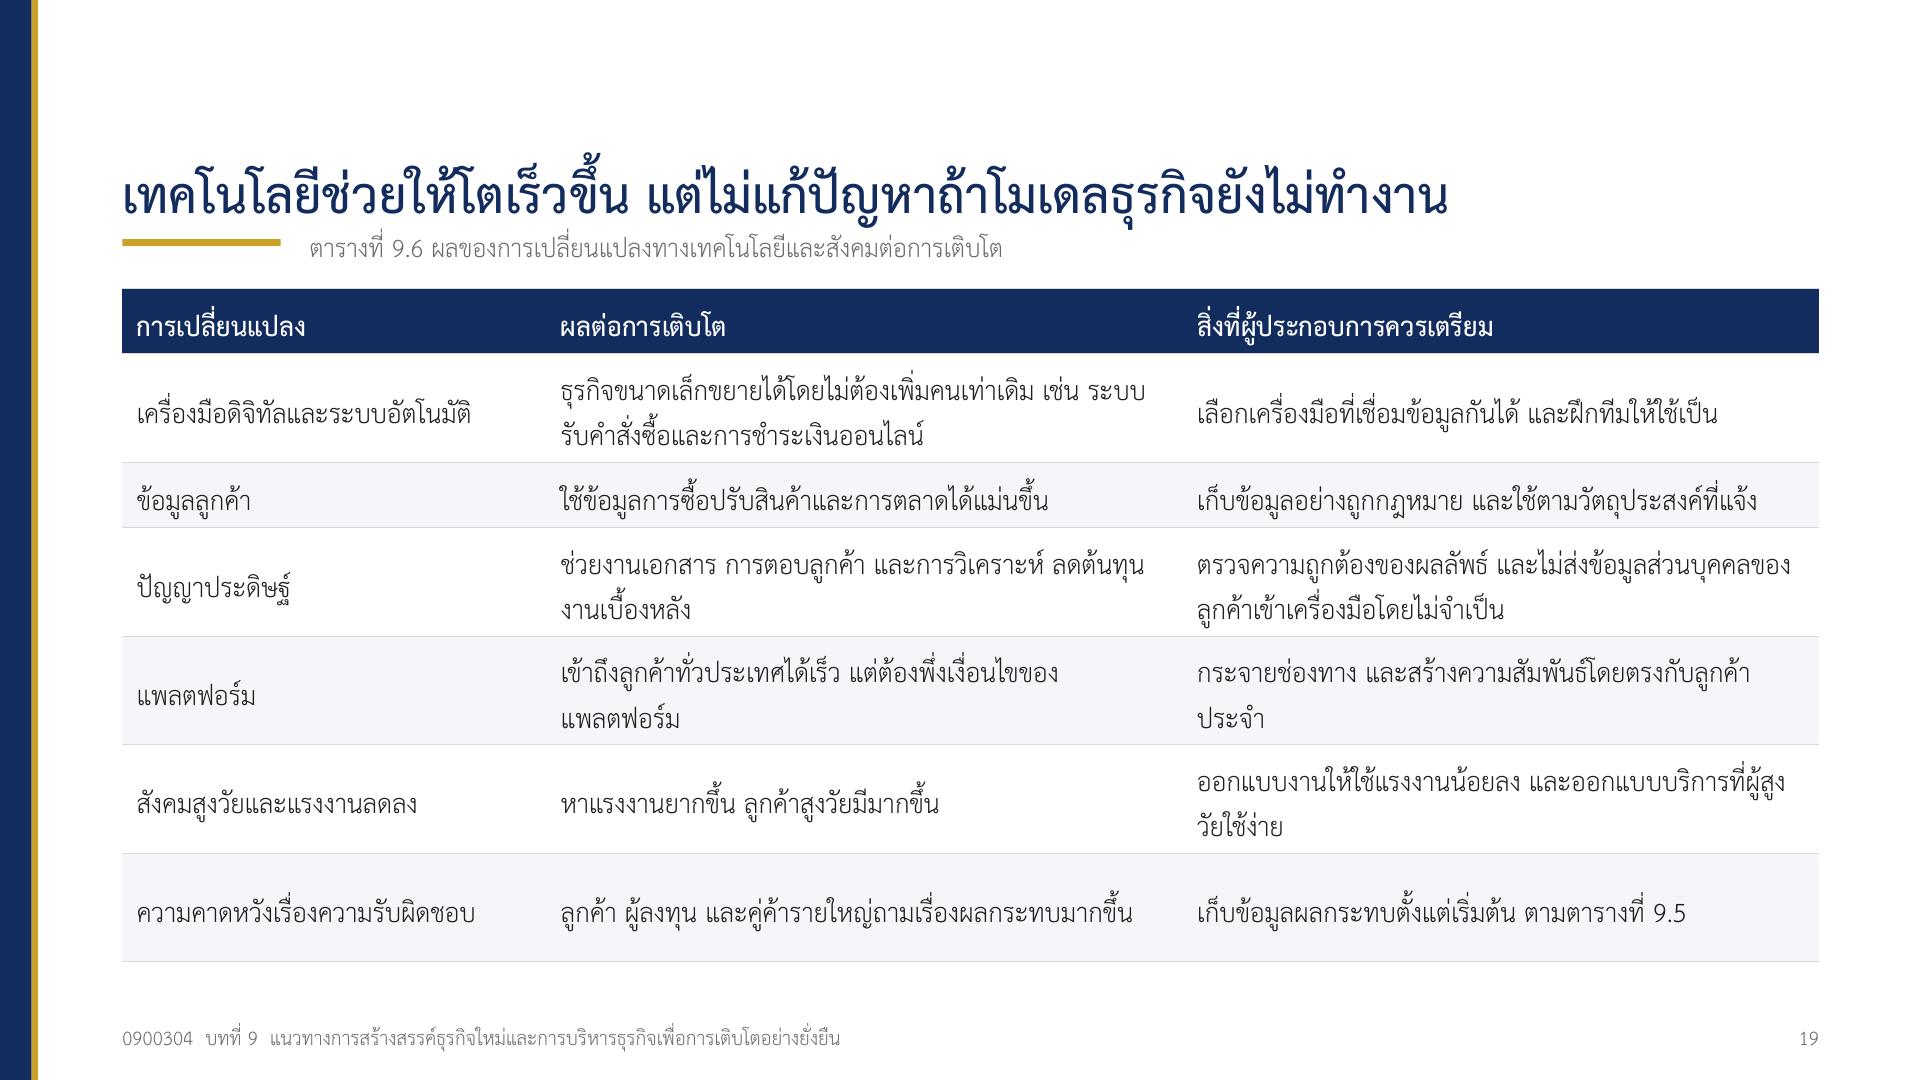 เทคโนโลยีช่วยให้โตเร็วขึ้น แต่ไม่แก้ปัญหาถ้าโมเดลธุรกิจยังไม่ทำงาน
ตารางที่ 9.6 ผลของการเปลี่ยนแปลงทางเทคโนโลยีและสังคมต่อการเติบโต
การเปลี่ยนแปลง
ผลต่อการเติบโต
สิ่งที่ผู้ประกอบการควรเตรียม
เครื่องมือดิจิทัลและระบบอัตโนมัติ
ธุรกิจขนาดเล็กขยายได้โดยไม่ต้องเพิ่มคนเท่าเดิม เช่น ระบบ
รับคำสั่งซื้อและการชำระเงินออนไลน์
เลือกเครื่องมือที่เชื่อมข้อมูลกันได้ และฝึกทีมให้ใช้เป็น
ข้อมูลลูกค้า
ใช้ข้อมูลการซื้อปรับสินค้าและการตลาดได้แม่นขึ้น
เก็บข้อมูลอย่างถูกกฎหมาย และใช้ตามวัตถุประสงค์ที่แจ้ง
ปัญญาประดิษฐ์
ช่วยงานเอกสาร การตอบลูกค้า และการวิเคราะห์ ลดต้นทุน
งานเบื้องหลัง
ตรวจความถูกต้องของผลลัพธ์ และไม่ส่งข้อมูลส่วนบุคคลของ
ลูกค้าเข้าเครื่องมือโดยไม่จำเป็น
แพลตฟอร์ม
เข้าถึงลูกค้าทั่วประเทศได้เร็ว แต่ต้องพึ่งเงื่อนไขของ
แพลตฟอร์ม
กระจายช่องทาง และสร้างความสัมพันธ์โดยตรงกับลูกค้า
ประจำ
สังคมสูงวัยและแรงงานลดลง
หาแรงงานยากขึ้น ลูกค้าสูงวัยมีมากขึ้น
ออกแบบงานให้ใช้แรงงานน้อยลง และออกแบบบริการที่ผู้สูง
วัยใช้ง่าย
ความคาดหวังเรื่องความรับผิดชอบ
ลูกค้า ผู้ลงทุน และคู่ค้ารายใหญ่ถามเรื่องผลกระทบมากขึ้น
เก็บข้อมูลผลกระทบตั้งแต่เริ่มต้น ตามตารางที่ 9.5
0900304 บทที่ 9 แนวทางการสร้างสรรค์ธุรกิจใหม่และการบริหารธุรกิจเพื่อการเติบโตอย่างยั่งยืน
19